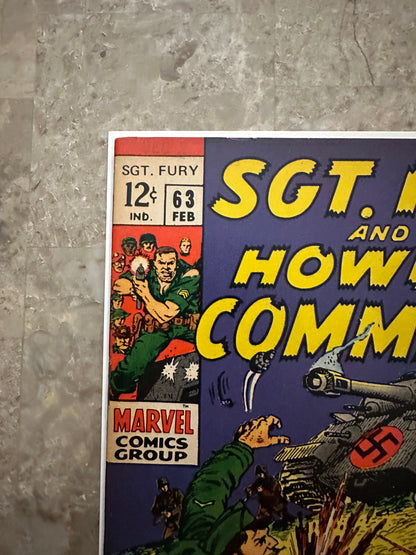 SGT. FURY
12¢ 63
IND. FEB
SGT.
AND
HOW
COMM
MARVEL
COMICS
GROUP